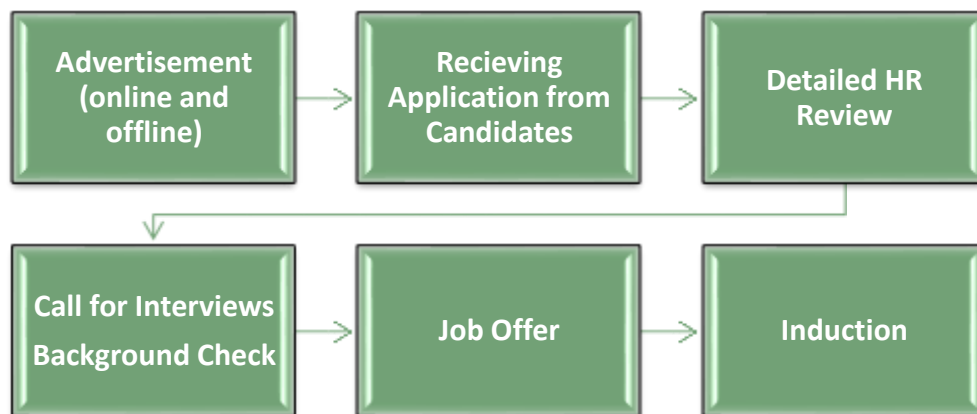 Advertisement
(online and
offline)
Recieving
Application from
Candidates
Detailed HR
Review
Call for Interviews
Background Check
Job Offer
Induction